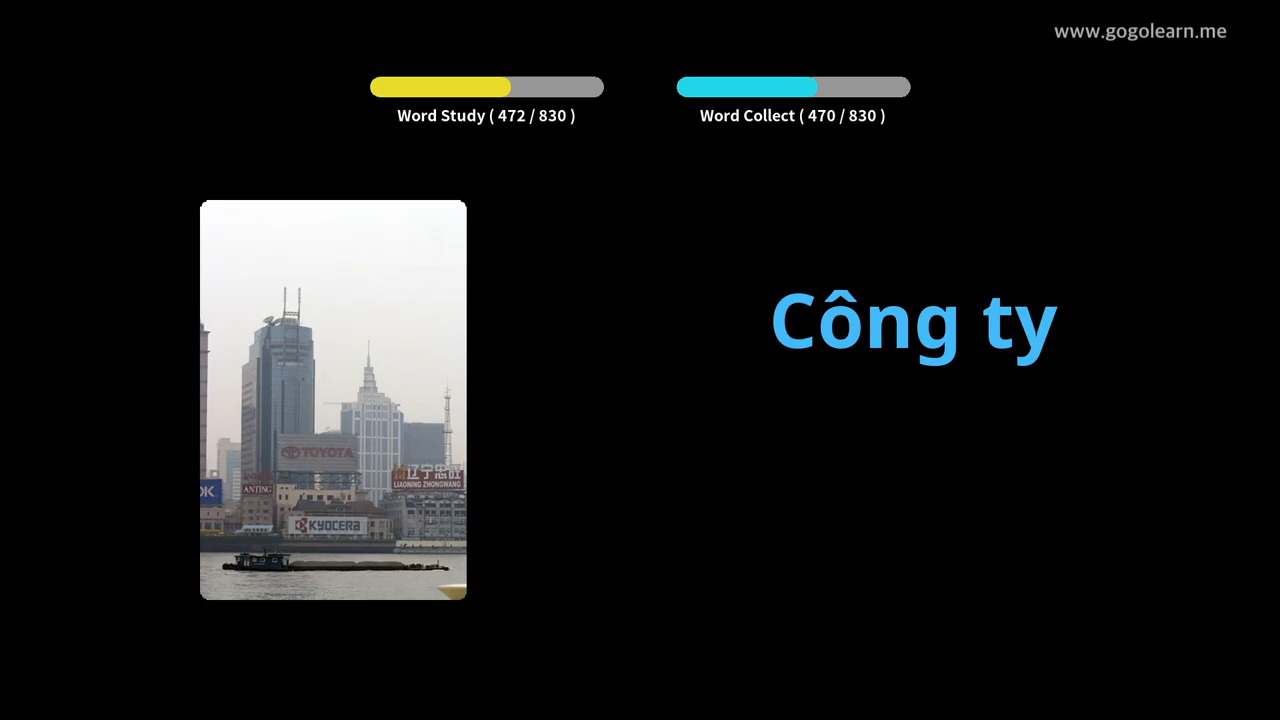 www.gogolearn.me
Word Study ( 472 / 830 )
Word Collect ( 470 / 830 )
Công ty
TOYOTA
辽宁忠旺
LIAONING ZHONGWANG
OK
ANTING
KYOCERA